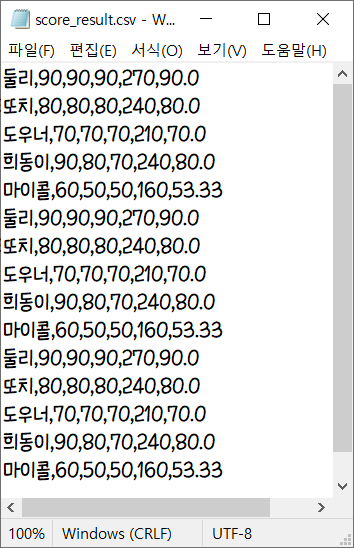 score_result.csv - W...
파일(F) 편집(E) 서식(O) 보기(V) 도움말(H)
둘리,90,90,90,270,90.0
또치,80,80,80,240,80.0
도우너,70,70,70,210,70.0
희동이,90,80,70,240,80.0
마이콜,60,50,50,160,53.33
둘리,90,90,90,270,90.0
또치,80,80,80,240,80.0
도우너,70,70,70,210,70.0
희동이,90,80,70,240,80.0
마이콜,60,50,50,160,53.33
둘리,90,90,90,270,90.0
또치,80,80,80,240,80.0
도우너,70,70,70,210,70.0
희동이,90,80,70,240,80.0
마이콜,60,50,50,160,53.33
100% Windows (CRLF) UTF-8